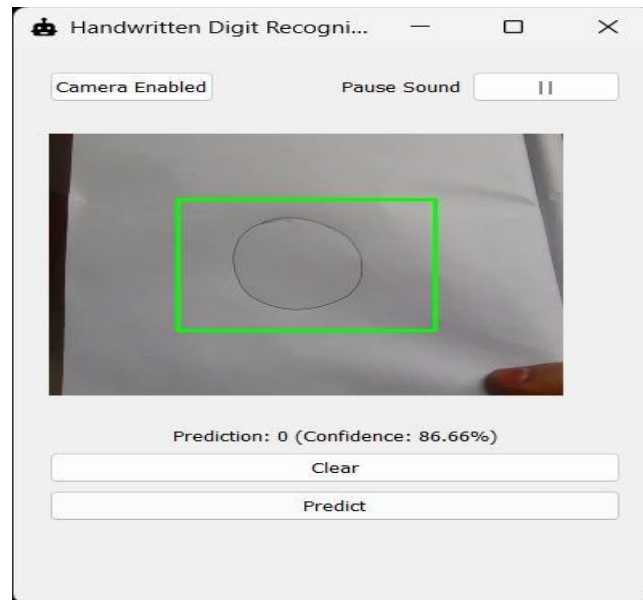 Handwritten Digit Recogni...
Camera Enabled
Pause Sound
Prediction: 0 (Confidence: 86.66%)
Clear
Predict